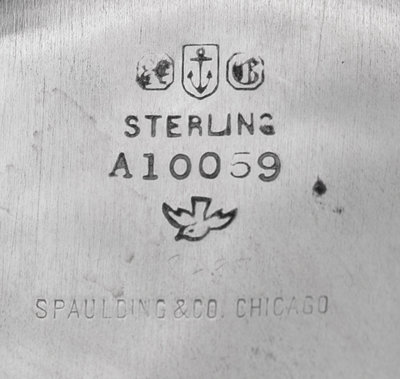 STERLING
A10059
SPAULDING & CO. CHICAGO